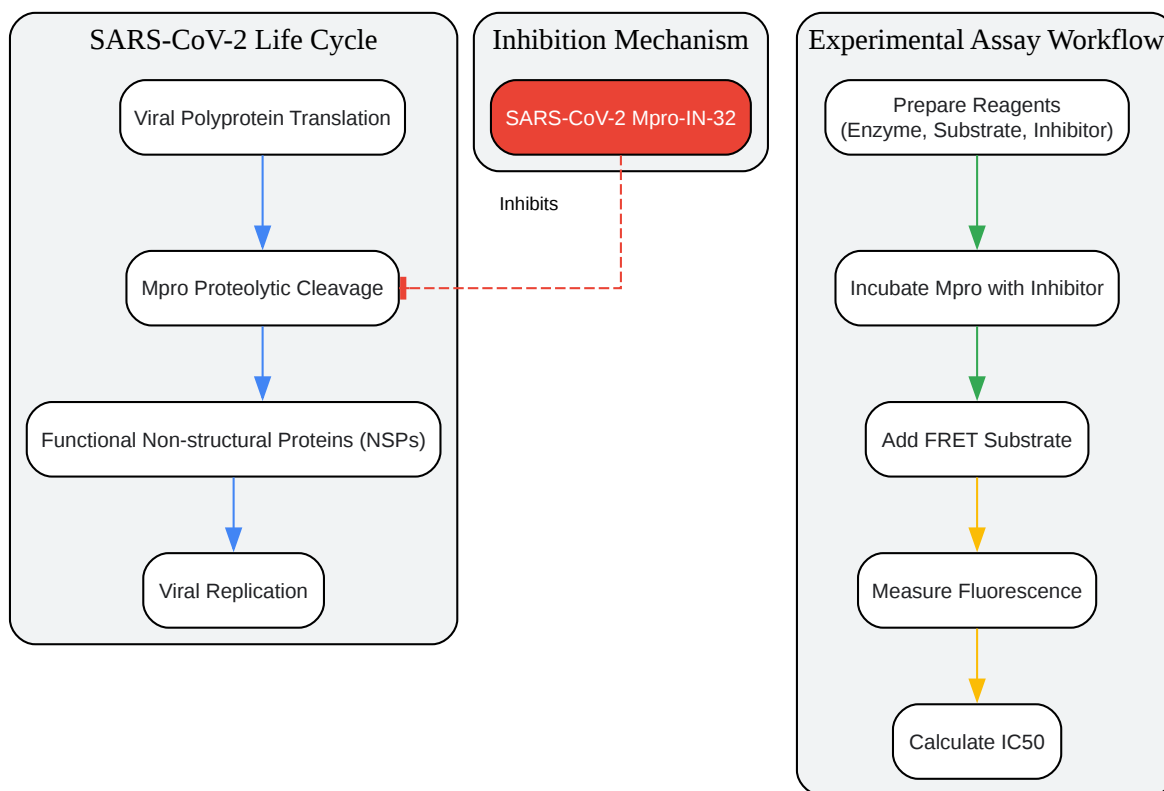 SARS-CoV-2 Life Cycle
Viral Polyprotein Translation
Mpro Proteolytic Cleavage
Functional Non-structural Proteins (NSPs)
Viral Replication
Inhibition Mechanism
SARS-CoV-2 Mpro-IN-32
Inhibits
Experimental Assay Workflow
Prepare Reagents
(Enzyme, Substrate, Inhibitor)
Incubate Mpro with Inhibitor
Add FRET Substrate
Measure Fluorescence
Calculate IC50